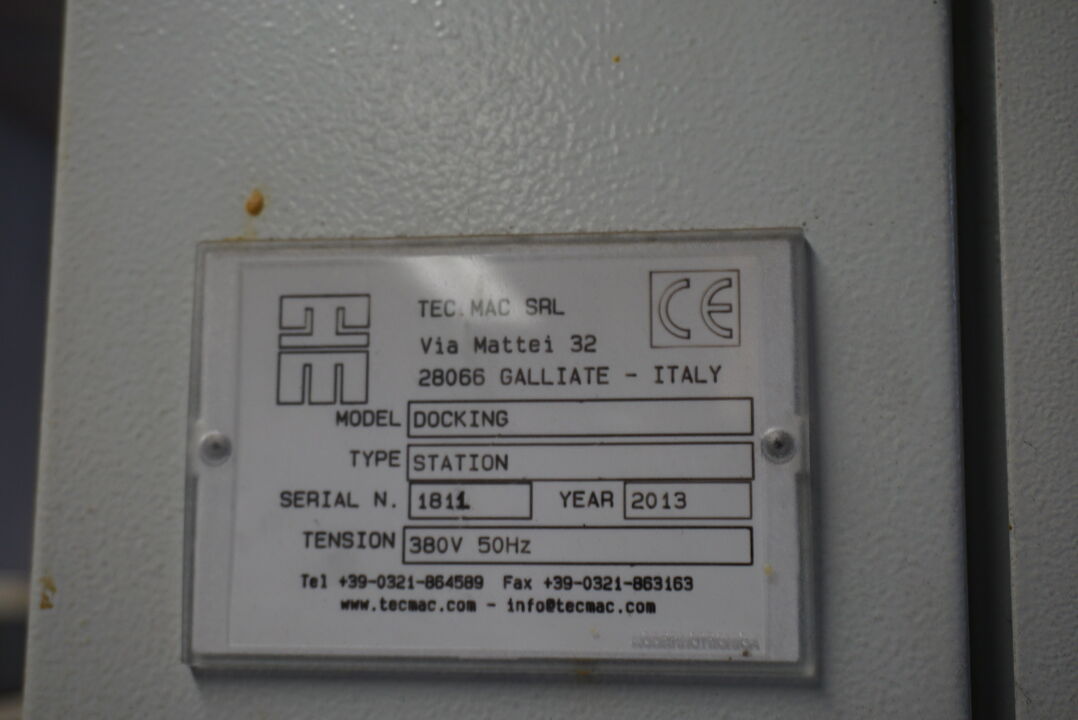 TEC.MAC SRL
CE
Via Mattei 32
28066 GALLIATE - ITALY
MODEL DOCKING
TYPE STATION
SERIAL N. 1811 YEAR 2013
TENSION 380V 50Hz
Tel +39-0321-864589 Fax +39-0321-863163
www.tecmac.com - info@tecmac.com